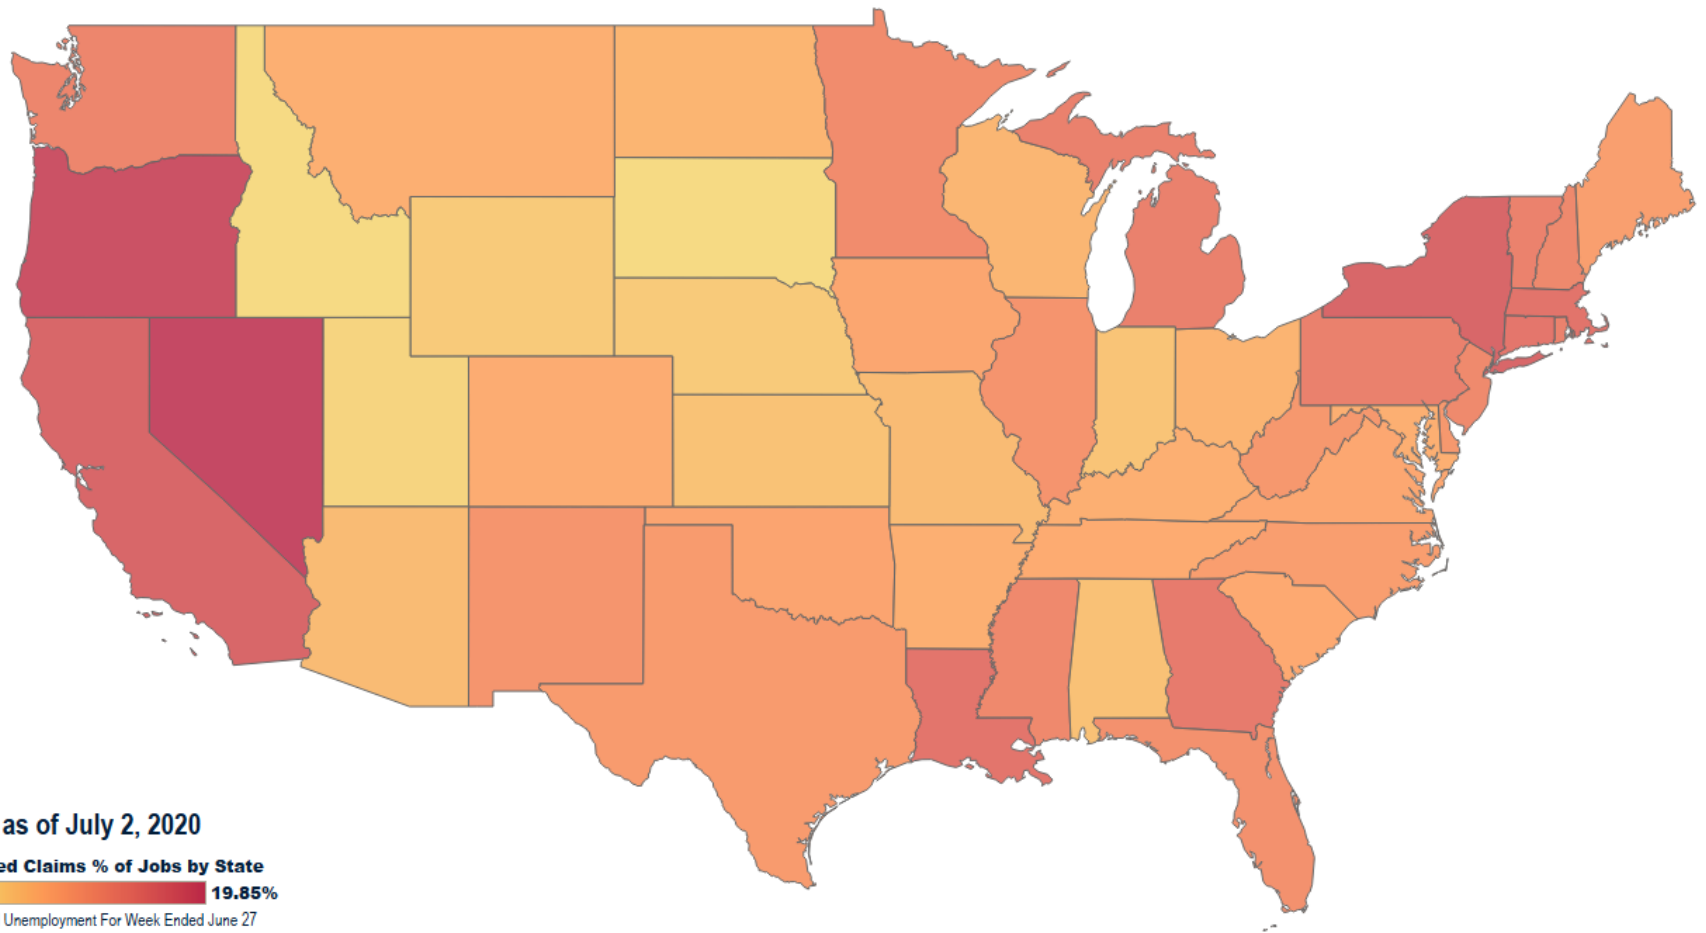 as of July 2, 2020
ed Claims % of Jobs by State
19.85%
Unemployment For Week Ended June 27